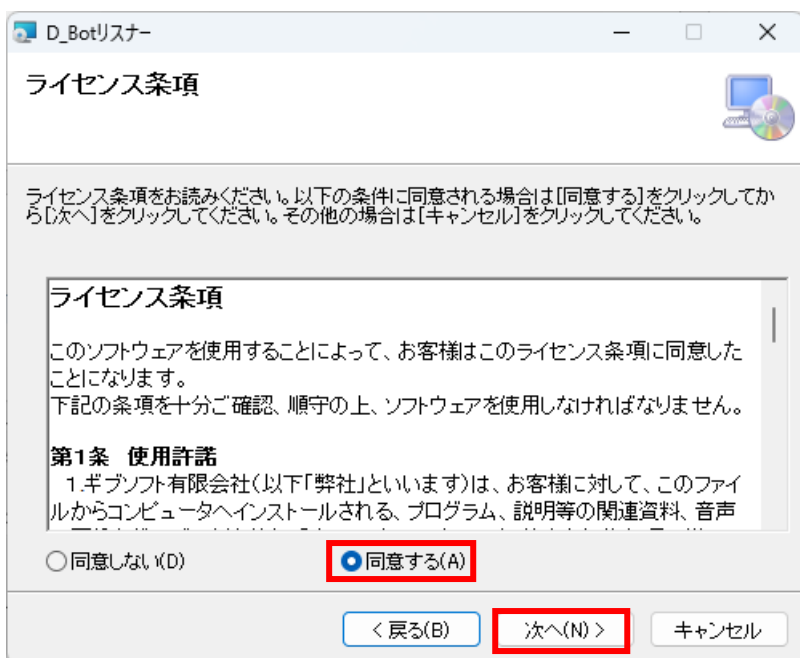 D_Botリスナー
ライセンス条項
ライセンス条項をお読みください。以下の条件に同意される場合は[同意する]をクリックしてか
ら[次へ]をクリックしてください。その他の場合は[キャンセル]をクリックしてください。
ライセンス条項
このソフトウェアを使用することによって、お客様はこのライセンス条項に同意した
ことになります。
下記の条項を十分ご確認、順守の上、ソフトウェアを使用しなければなりません。
第1条 使用許諾
1.ギブソフト有限会社(以下「弊社」といいます)は、お客様に対して、このファイ
ルからコンピュータへインストールされる、プログラム、説明等の関連資料、音声
同意しない(D)
同意する(A)
< 戻る(B)
次へ(N) >
キャンセル